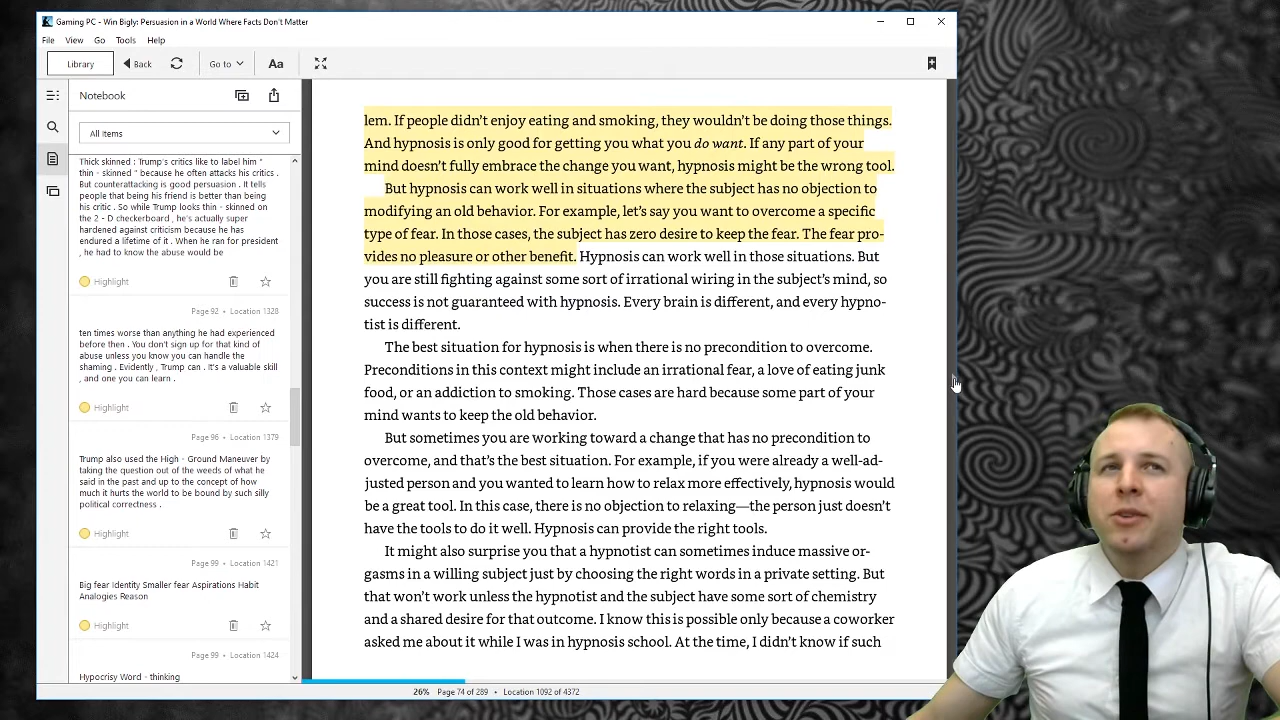 Gaming PC - Win Bigly: Persuasion in a World Where Facts Don't Matter
File View Go Tools Help
Library Back Go to Aa
Notebook
All Items
Thick skinned : Trump's critics like to label him "
thin - skinned " because he often attacks his critics .
But counterattacking is good persuasion . It tells
people that being his friend is better than being
his critic . So while Trump looks thin - skinned on
the 2 - D checkerboard , he's actually super
hardened against criticism because he has
endured a lifetime of it . When he ran for president
, he had to know the abuse would be
Highlight
Page 92 • Location 1328
ten times worse than anything he had experienced
before then . You don't sign up for that kind of
abuse unless you know you can handle the
shaming . Evidently , Trump can . It's a valuable skill
, and one you can learn .
Highlight
Page 96 • Location 1379
Trump also used the High - Ground Maneuver by
taking the question out of the weeds of what he
said in the past and up to the concept of how
much it hurts the world to be bound by such silly
political correctness .
Highlight
Page 99 • Location 1421
Big fear Identity Smaller fear Aspirations Habit
Analogies Reason
Highlight
Page 99 • Location 1424
Hypocrisy Word - thinking
lem. If people didn't enjoy eating and smoking, they wouldn't be doing those things.
And hypnosis is only good for getting you what you do want. If any part of your
mind doesn't fully embrace the change you want, hypnosis might be the wrong tool.
But hypnosis can work well in situations where the subject has no objection to
modifying an old behavior. For example, let's say you want to overcome a specific
type of fear. In those cases, the subject has zero desire to keep the fear. The fear pro-
vides no pleasure or other benefit. Hypnosis can work well in those situations. But
you are still fighting against some sort of irrational wiring in the subject's mind, so
success is not guaranteed with hypnosis. Every brain is different, and every hypno-
tist is different.
The best situation for hypnosis is when there is no precondition to overcome.
Preconditions in this context might include an irrational fear, a love of eating junk
food, or an addiction to smoking. Those cases are hard because some part of your
mind wants to keep the old behavior.
But sometimes you are working toward a change that has no precondition to
overcome, and that's the best situation. For example, if you were already a well-ad-
justed person and you wanted to learn how to relax more effectively, hypnosis would
be a great tool. In this case, there is no objection to relaxing—the person just doesn't
have the tools to do it well. Hypnosis can provide the right tools.
It might also surprise you that a hypnotist can sometimes induce massive or-
gasms in a willing subject just by choosing the right words in a private setting. But
that won't work unless the hypnotist and the subject have some sort of chemistry
and a shared desire for that outcome. I know this is possible only because a coworker
asked me about it while I was in hypnosis school. At the time, I didn't know if such
26% Page 74 of 289 • Location 1092 of 4372